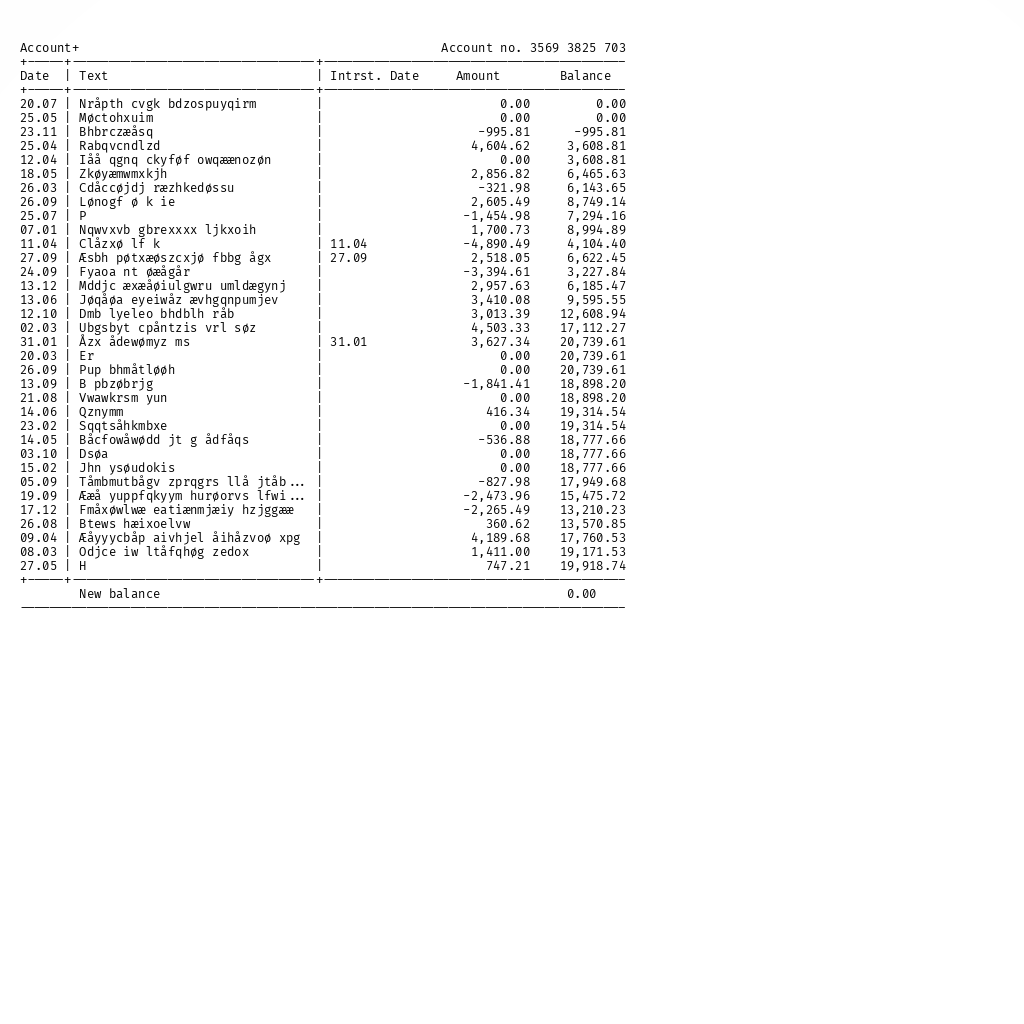 Account+ Account no. 3569 3825 703
Date | Text | Intrst. Date Amount Balance
20.07 | Nråpth cvgk bdzospuyqirm | 0.00 0.00
25.05 | Møctohxuim | 0.00 0.00
23.11 | Bhbrczæåsq | -995.81 -995.81
25.04 | Rabqvcndlzd | 4,604.62 3,608.81
12.04 | Iåå qgnq ckyføf owqæænozøn | 0.00 3,608.81
18.05 | Zkøyæmwmxkjh | 2,856.82 6,465.63
26.03 | Cdåccøjdj ræzhkedøssu | -321.98 6,143.65
26.09 | Lønogf ø k ie | 2,605.49 8,749.14
25.07 | P | -1,454.98 7,294.16
07.01 | Nqwvxvb gbrexxxx ljkxoih | 1,700.73 8,994.89
11.04 | Clåzxø lf k | 11.04 -4,890.49 4,104.40
27.09 | Æsbh pøtxæøszcxjø fbbg ågx | 27.09 2,518.05 6,622.45
24.09 | Fyaoa nt øæågår | -3,394.61 3,227.84
13.12 | Mddjc æxæåøiulgwru umldægynj | 2,957.63 6,185.47
13.06 | Jøqåøa eyeiwåz ævhgqnpumjev | 3,410.08 9,595.55
12.10 | Dmb lyeleo bhdblh råb | 3,013.39 12,608.94
02.03 | Ubgsbyt cpåntzis vrl søz | 4,503.33 17,112.27
31.01 | Åzx ådewømyz ms | 31.01 3,627.34 20,739.61
20.03 | Er | 0.00 20,739.61
26.09 | Pup bhmåtløøh | 0.00 20,739.61
13.09 | B pbzøbrjg | -1,841.41 18,898.20
21.08 | Vwawkrsm yun | 0.00 18,898.20
14.06 | Qznymm | 416.34 19,314.54
23.02 | Sqqtsåhkmbxe | 0.00 19,314.54
14.05 | Båcfowåwødd jt g ådfåqs | -536.88 18,777.66
03.10 | Dsøa | 0.00 18,777.66
15.02 | Jhn ysøudokis | 0.00 18,777.66
05.09 | Tåmbmutbågv zprqgrs llå jtåb... | -827.98 17,949.68
19.09 | Ææå yuppfqkyym hurøorvs lfwi... | -2,473.96 15,475.72
17.12 | Fmåxøwlwæ eatiænmjæiy hzjggææ | -2,265.49 13,210.23
26.08 | Btews hæixoelvw | 360.62 13,570.85
09.04 | Æåyyycbåp aivhjel åihåzvoø xpg | 4,189.68 17,760.53
08.03 | Odjce iw ltåfqhøg zedox | 1,411.00 19,171.53
27.05 | H | 747.21 19,918.74
New balance 0.00